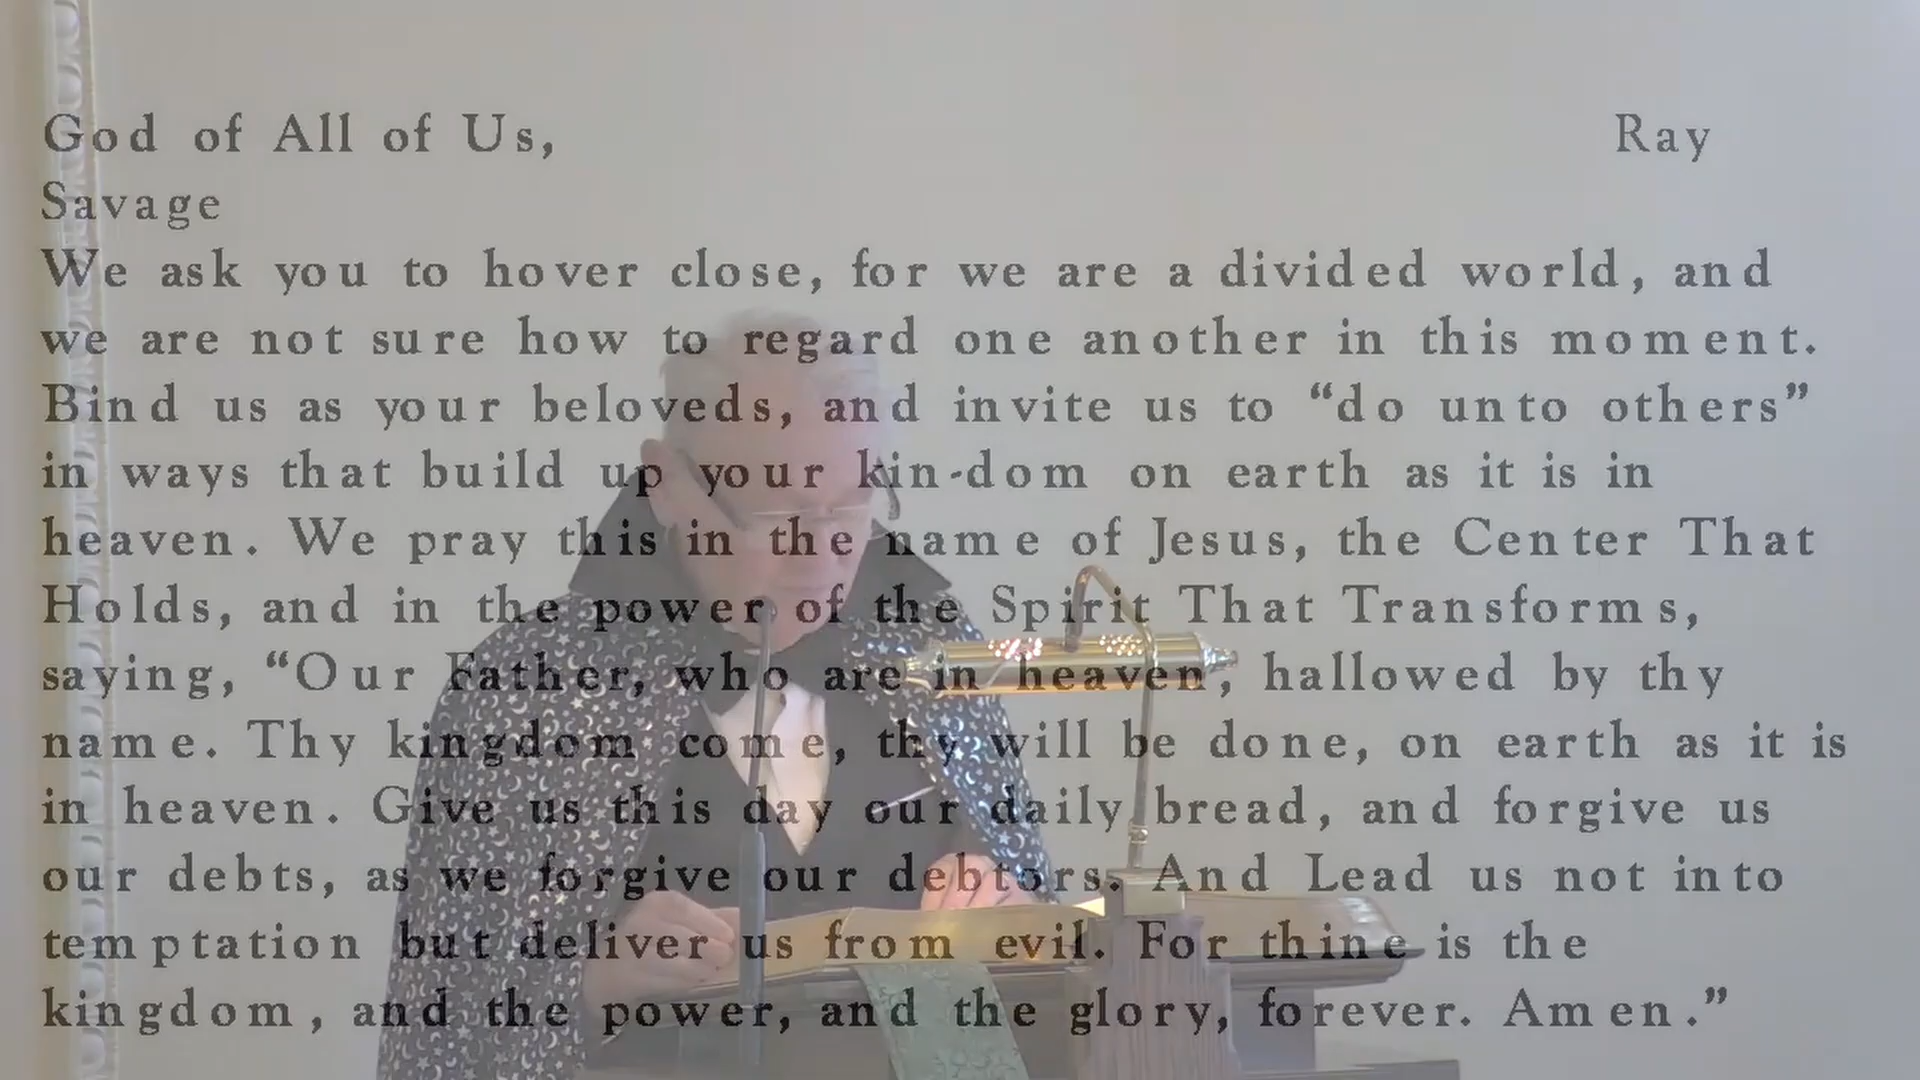 God of All of Us, Ray
Savage
We ask you to hover close, for we are a divided world, and
we are not sure how to regard one another in this moment.
Bind us as your beloveds, and invite us to “do unto others”
in ways that build up your kin-dom on earth as it is in
heaven. We pray this in the name of Jesus, the Center That
Holds, and in the power of the Spirit That Transforms,
saying, “Our Father, who are in heaven, hallowed by thy
name. Thy kingdom come, thy will be done, on earth as it is
in heaven. Give us this day our daily bread, and forgive us
our debts, as we forgive our debtors. And Lead us not into
temptation but deliver us from evil. For thine is the
kingdom, and the power, and the glory, forever. Amen.”